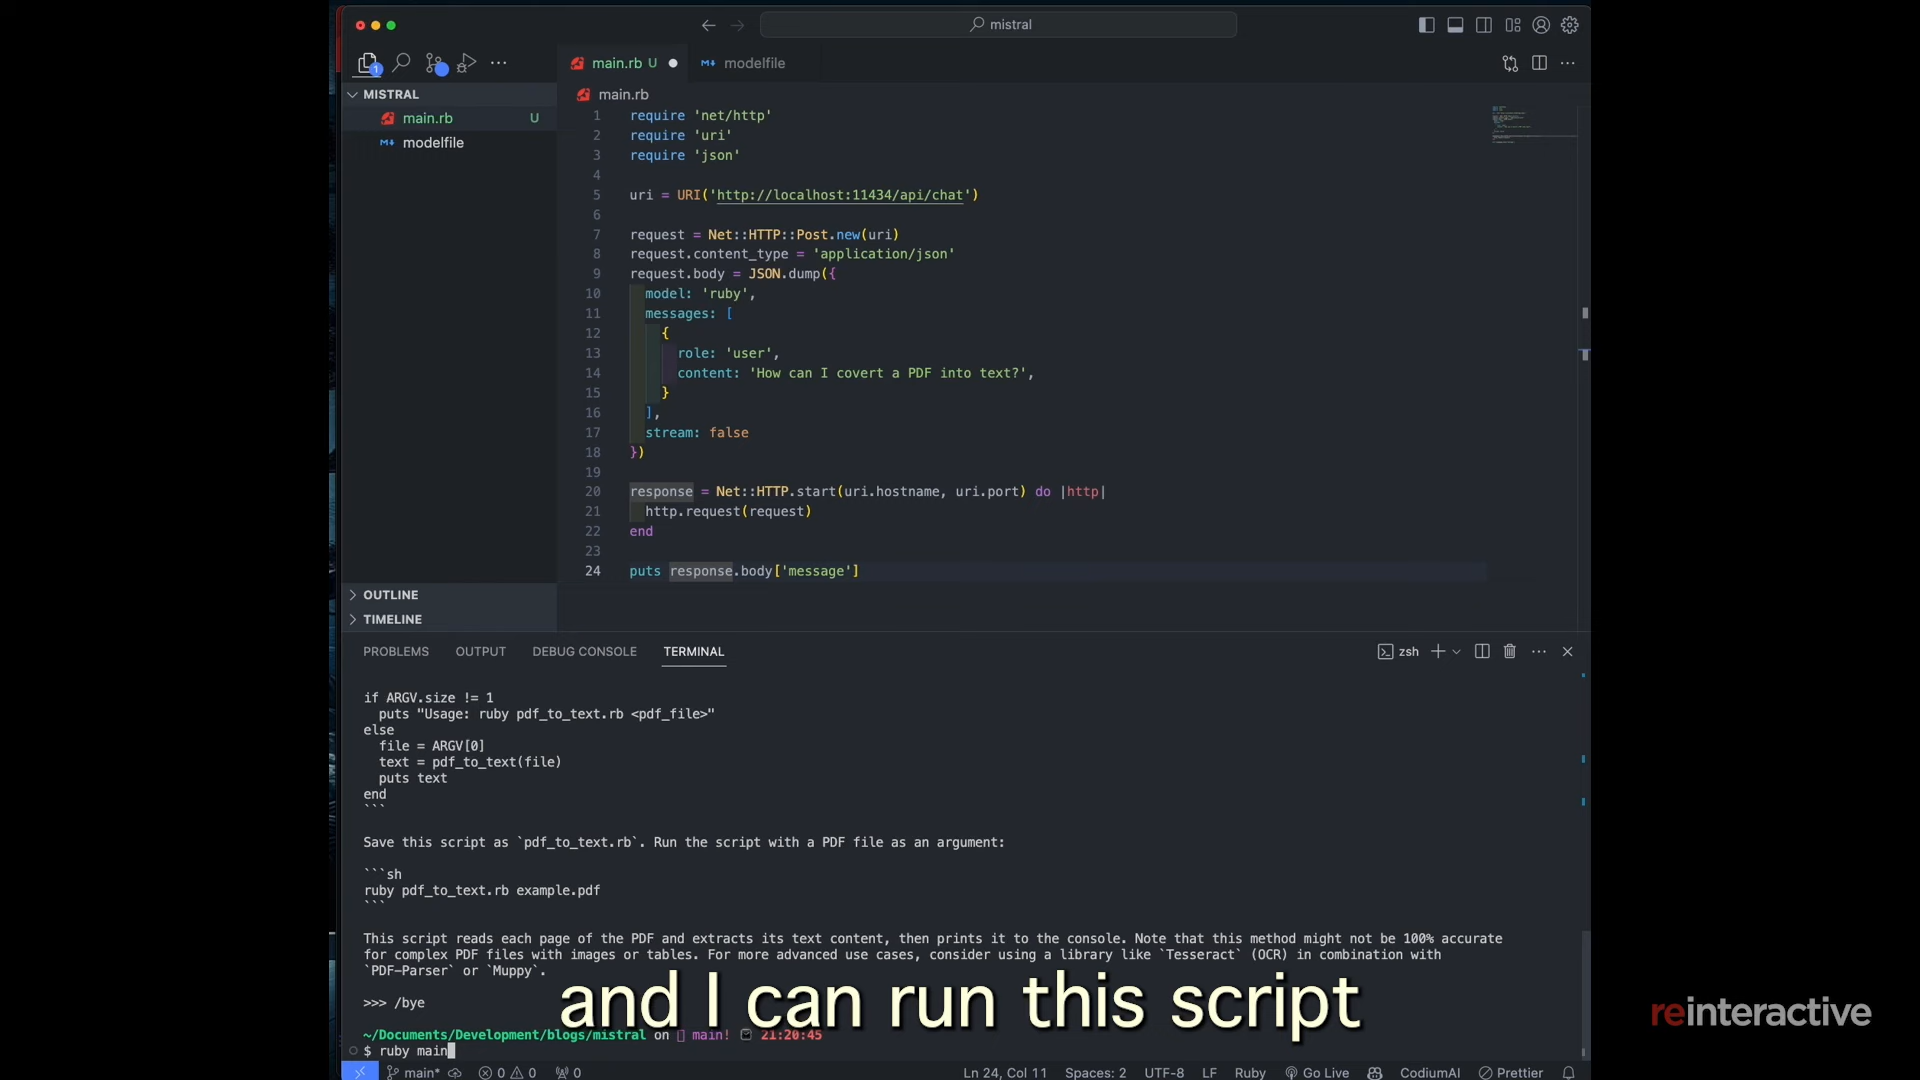 mistral
main.rb U
modelfile
1
MISTRAL
main.rb U
modelfile
OUTLINE
TIMELINE
main.rb
1 require 'net/http'
2 require 'uri'
3 require 'json'
4
5 uri = URI('http://localhost:11434/api/chat')
6
7 request = Net::HTTP::Post.new(uri)
8 request.content_type = 'application/json'
9 request.body = JSON.dump({
10 model: 'ruby',
11 messages: [
12 {
13 role: 'user',
14 content: 'How can I covert a PDF into text?',
15 }
16 ],
17 stream: false
18 })
19
20 response = Net::HTTP.start(uri.hostname, uri.port) do |http|
21 http.request(request)
22 end
23
24 puts response.body['message']
PROBLEMS OUTPUT DEBUG CONSOLE TERMINAL
zsh
if ARGV.size != 1
puts "Usage: ruby pdf_to_text.rb <pdf_file>"
else
file = ARGV[0]
text = pdf_to_text(file)
puts text
end
```
Save this script as `pdf_to_text.rb`. Run the script with a PDF file as an argument:
```sh
ruby pdf_to_text.rb example.pdf
```
This script reads each page of the PDF and extracts its text content, then prints it to the console. Note that this method might not be 100% accurate
for complex PDF files with images or tables. For more advanced use cases, consider using a library like `Tesseract` (OCR) in combination with
`PDF-Parser` or `Muppy`.
>>> /bye
and I can run this script
reinteractive
~/Documents/Development/blogs/mistral on main! 21:20:45
$ ruby main
main* 0 0 0 Ln 24, Col 11 Spaces: 2 UTF-8 LF Ruby Go Live CodiumAI Prettier